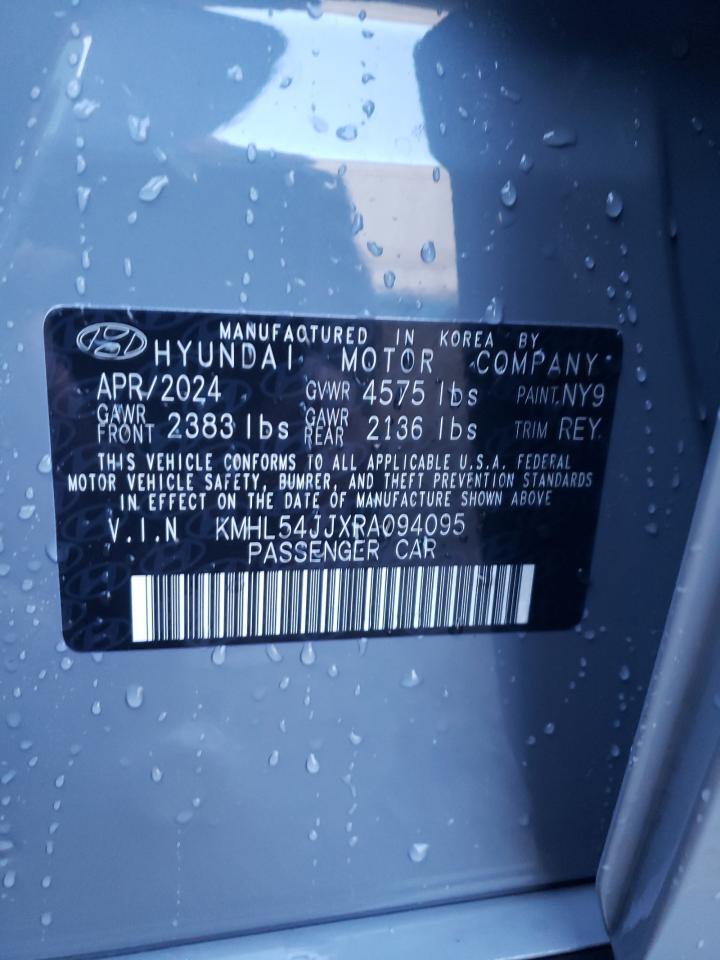 MANUFACTURED IN KOREA BY
HYUNDAI MOTOR COMPANY
APR/2024 GVWR 4575 lbs PAINT.NY9
GAWR FRONT 2383 lbs GAWR REAR 2136 lbs TRIM REY
THIS VEHICLE CONFORMS TO ALL APPLICABLE U.S.A. FEDERAL
MOTOR VEHICLE SAFETY, BUMPER, AND THEFT PREVENTION STANDARDS
IN EFFECT ON THE DATE OF MANUFACTURE SHOWN ABOVE
V.I.N KMHL54JJXRA094095
PASSENGER CAR